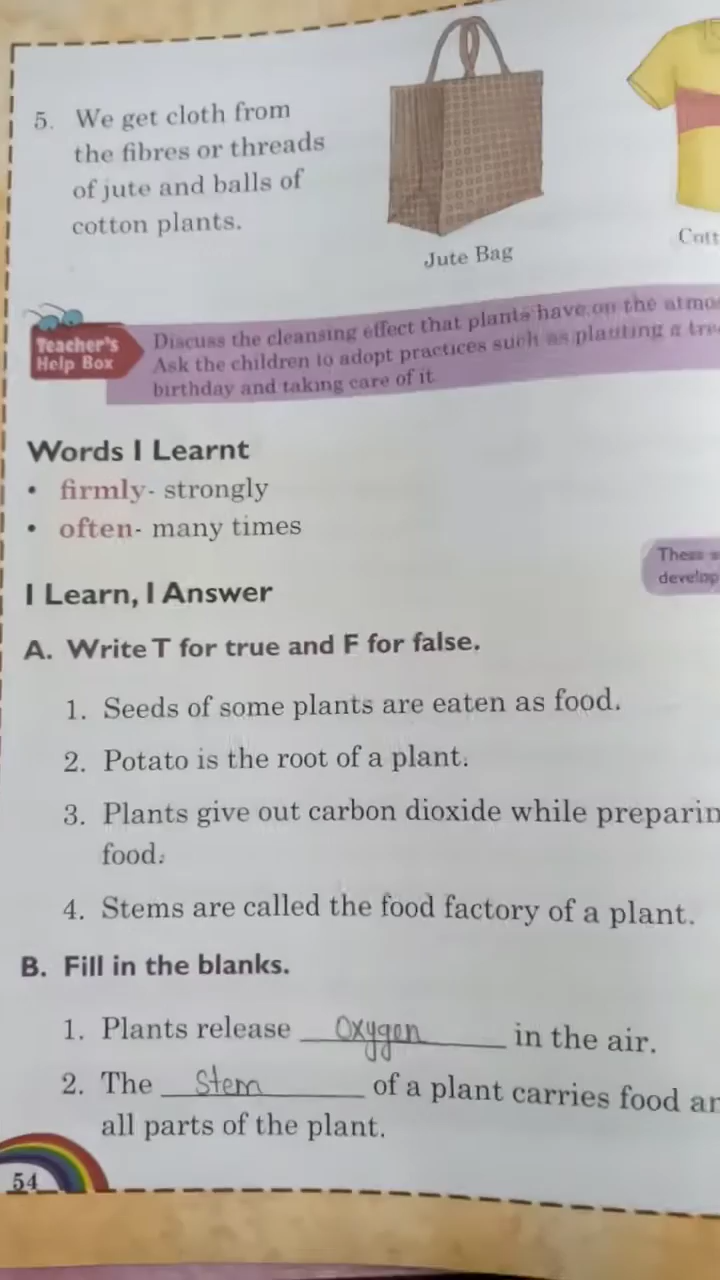 5. We get cloth from
the fibres or threads
of jute and balls of
cotton plants.
Jute Bag
Teacher's
Help Box
Discuss the cleansing effect that plants have on the
Ask the children to adopt practices such as planting a
birthday and taking care of it
Words I Learnt
• firmly- strongly
• often- many times
These
I Learn, I Answer
A. Write T for true and F for false.
1. Seeds of some plants are eaten as food.
2. Potato is the root of a plant.
3. Plants give out carbon dioxide while
food.
4. Stems are called the food factory of a plant.
B. Fill in the blanks.
1. Plants release Oxygen in the air.
2. The Stem of a plant carries food
all parts of the plant.
54